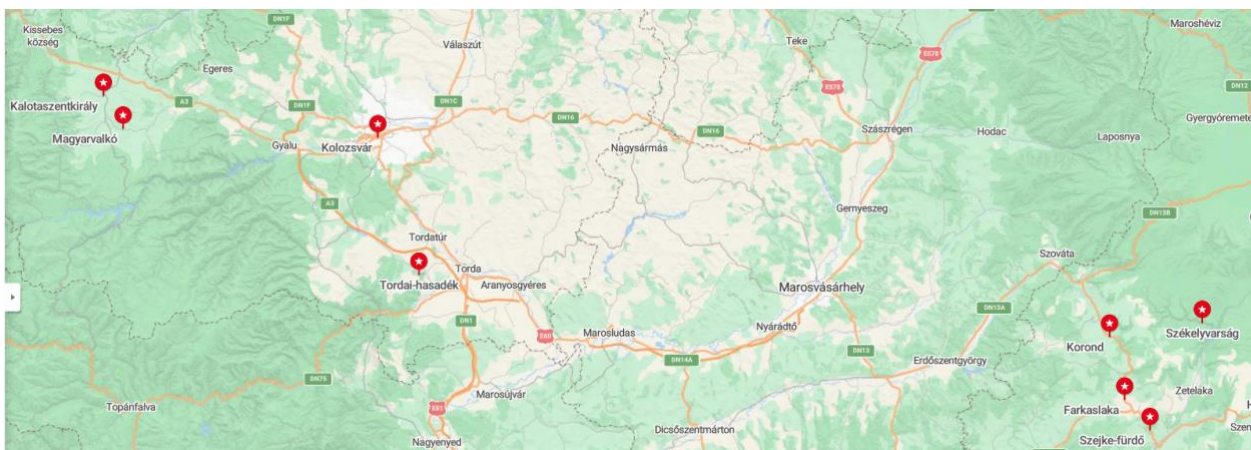 Kissebes
község
DN1F
Válaszút
Teke
E578
Maroshévíz
Egeres
Kalotaszentkirály
A3
DN1F
DN1C
DN16
E578
DN12
Magyarvalkó
Gyalu
Kolozsvár
Nagysármás
DN16
Szászrégen
Hodac
Laposnya
Gyergyóremete
A3
Gernyeszeg
DN13B
Tordatúr
Torda
Szováta
Tordai-hasadék
Aranyosgyéres
Marosvásárhely
DN13A
DN1
E60
Marosludas
Nyárádtő
Korond
Székelyvarság
DN75
DN14A
DN13
Erdőszentgyörgy
Topánfalva
Marosújvár
E81
Farkaslaka
Zetelaka
Nagyenyed
Dicsőszentmárton
Szejke-fürdő